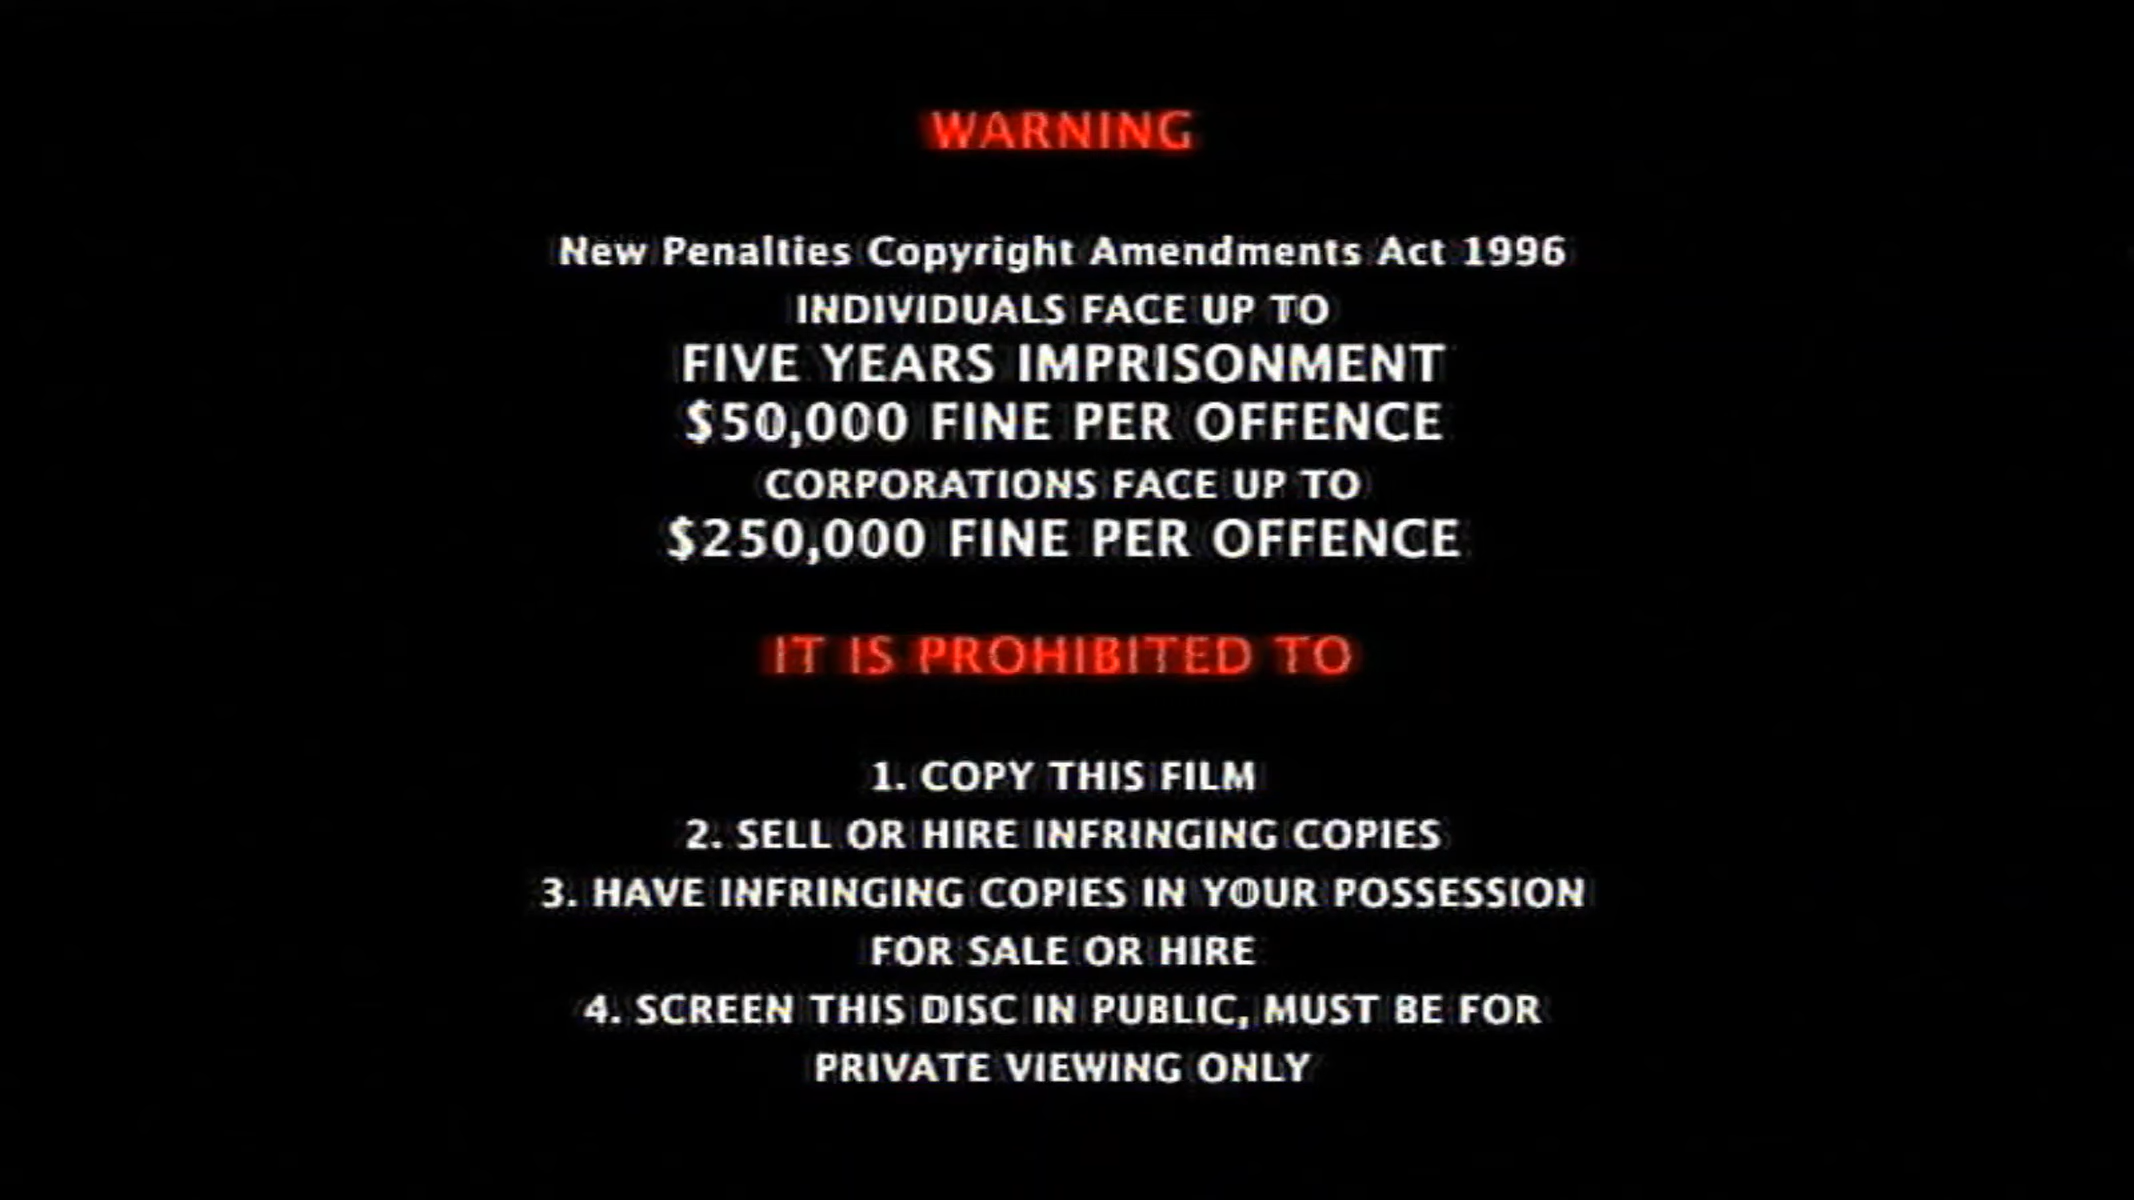 WARNING
New Penalties Copyright Amendments Act 1996
INDIVIDUALS FACE UP TO
FIVE YEARS IMPRISONMENT
$50,000 FINE PER OFFENCE
CORPORATIONS FACE UP TO
$250,000 FINE PER OFFENCE
IT IS PROHIBITED TO
1. COPY THIS FILM
2. SELL OR HIRE INFRINGING COPIES
3. HAVE INFRINGING COPIES IN YOUR POSSESSION
FOR SALE OR HIRE
4. SCREEN THIS DISC IN PUBLIC, MUST BE FOR
PRIVATE VIEWING ONLY